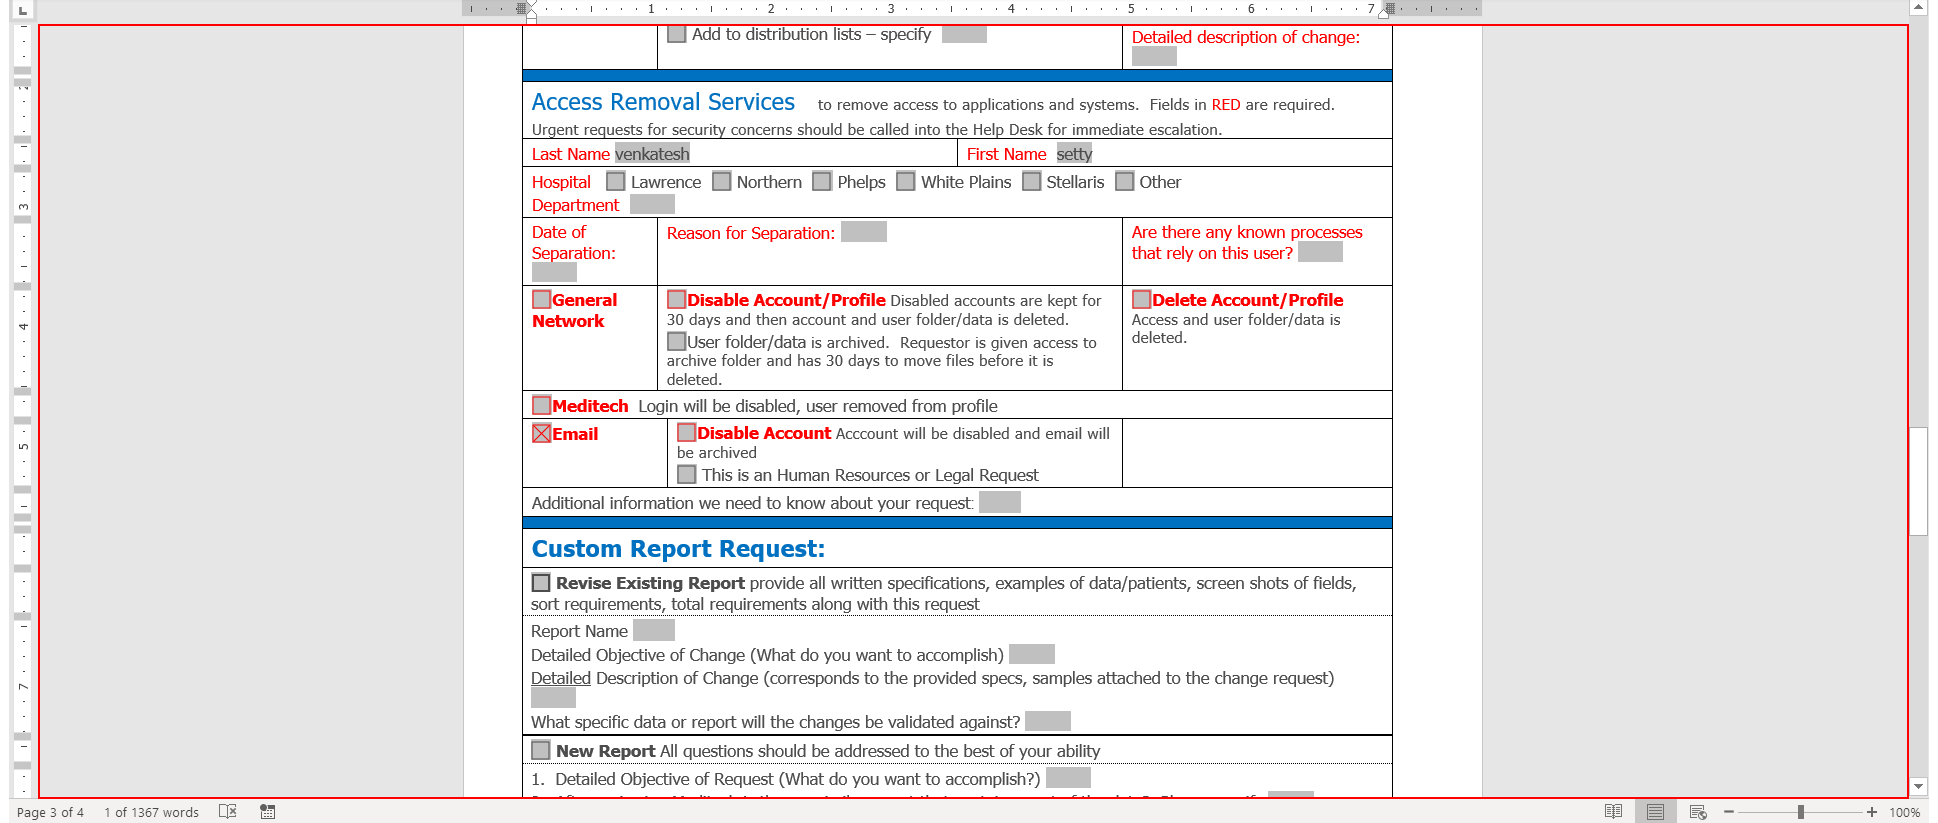 1 2 3 4 5 6 7
Add to distribution lists – specify
Detailed description of change:
Access Removal Services to remove access to applications and systems. Fields in RED are required.
Urgent requests for security concerns should be called into the Help Desk for immediate escalation.
Last Name venkatesh First Name setty
Hospital Lawrence Northern Phelps White Plains Stellaris Other
Department
Date of
Separation:
Reason for Separation:
Are there any known processes
that rely on this user?
General
Network
Disable Account/Profile Disabled accounts are kept for
30 days and then account and user folder/data is deleted.
User folder/data is archived. Requestor is given access to
archive folder and has 30 days to move files before it is
deleted.
Delete Account/Profile
Access and user folder/data is
deleted.
Meditech Login will be disabled, user removed from profile
Email
Disable Account Acccount will be disabled and email will
be archived
This is an Human Resources or Legal Request
Additional information we need to know about your request:
Custom Report Request:
Revise Existing Report provide all written specifications, examples of data/patients, screen shots of fields,
sort requirements, total requirements along with this request
Report Name
Detailed Objective of Change (What do you want to accomplish)
Detailed Description of Change (corresponds to the provided specs, samples attached to the change request)
What specific data or report will the changes be validated against?
New Report All questions should be addressed to the best of your ability
1. Detailed Objective of Request (What do you want to accomplish?)
3
4
5
7
Page 3 of 4 1 of 1367 words 100%